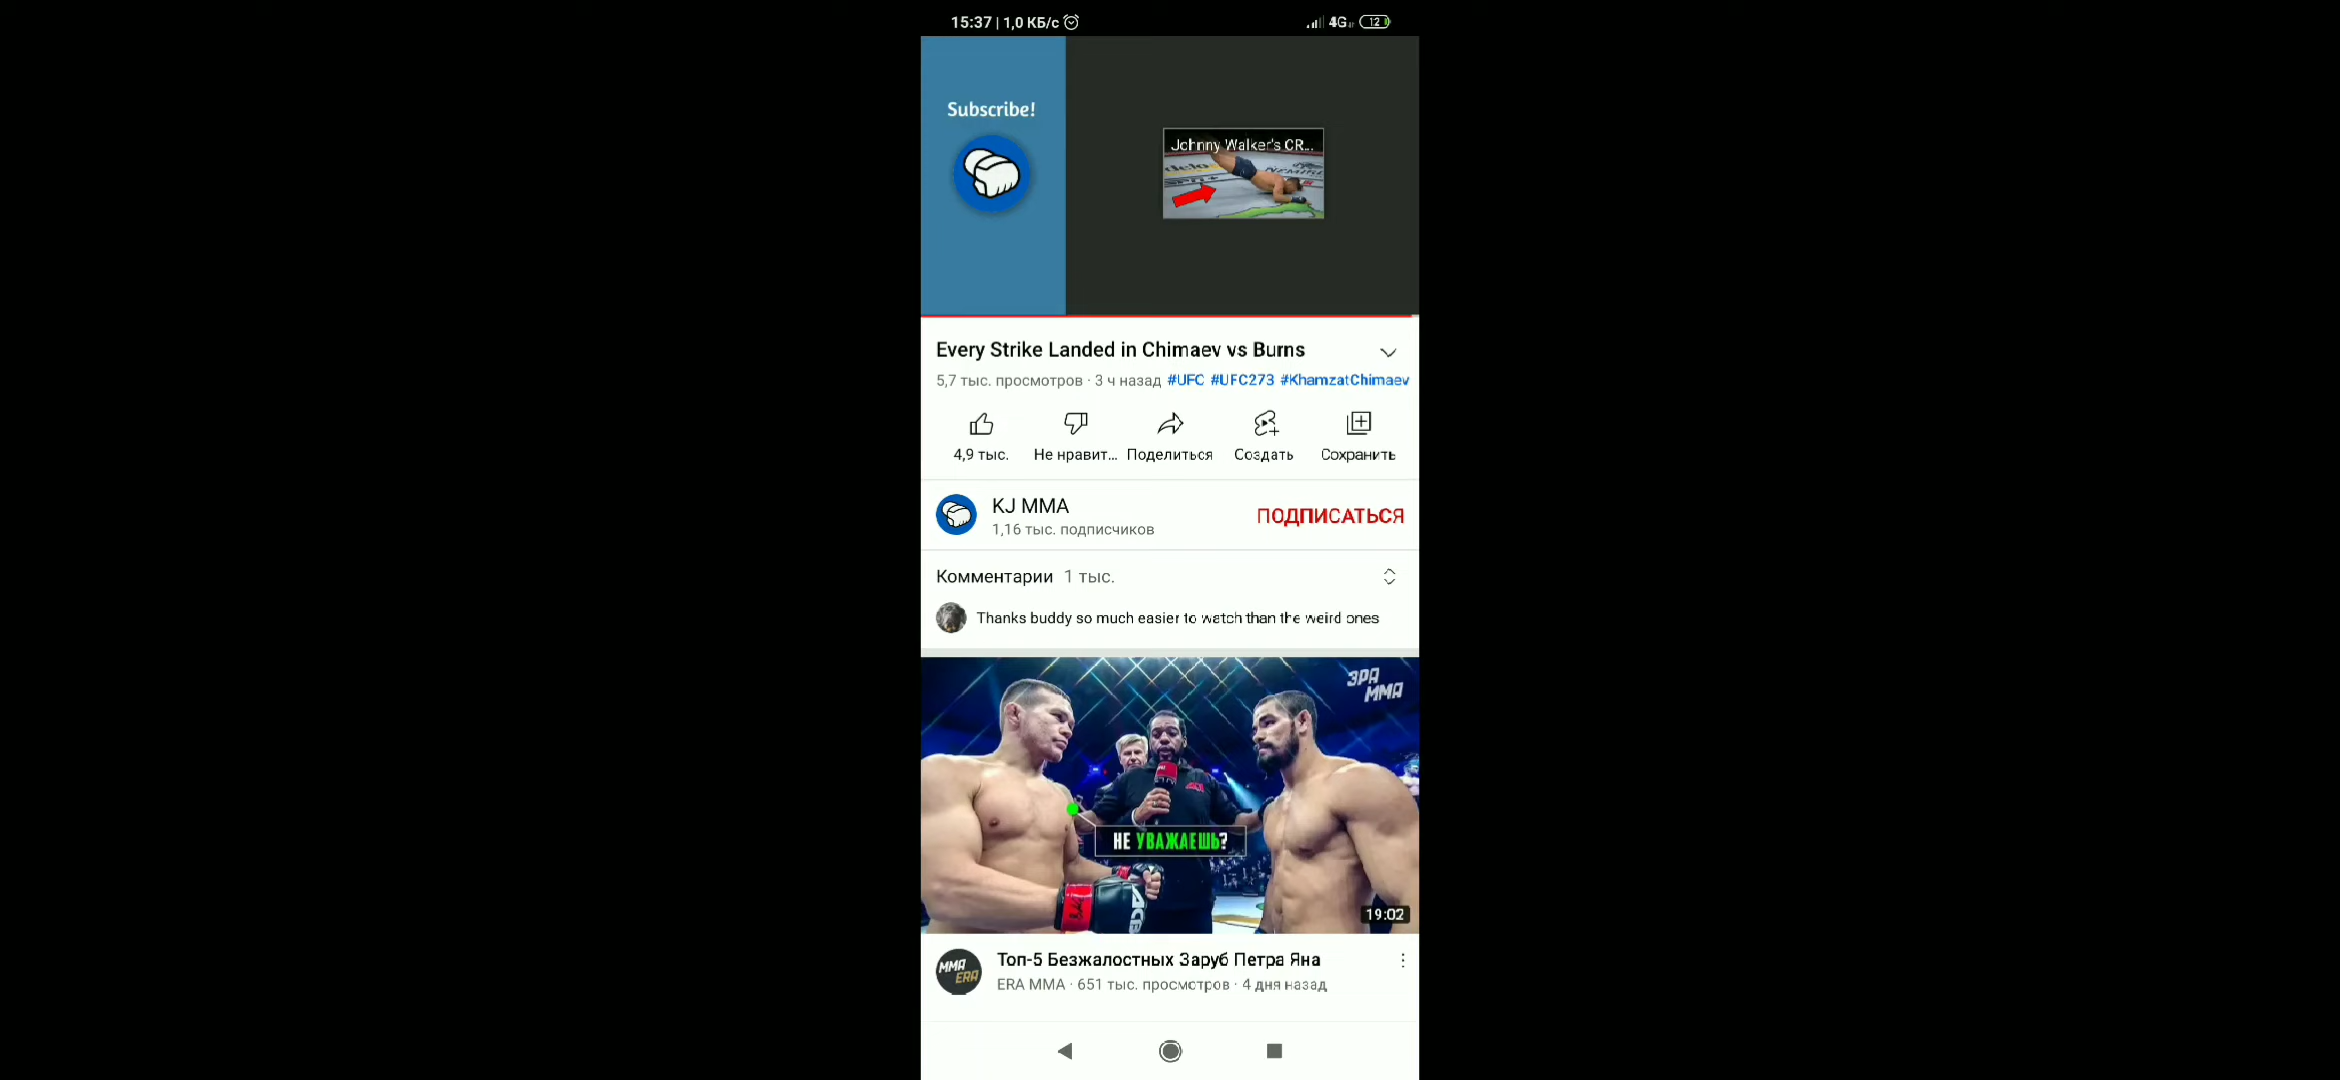 15:37 | 1,0 КБ/с 4G 12
Subscribe!
Johnny Walker's CR...
Every Strike Landed in Chimaev vs Burns
5,7 тыс. просмотров · 3 ч назад #UFC #UFC273 #KhamzatChimaev
4,9 тыс. Не нравит... Поделиться Создать Сохранить
KJ MMA
1,16 тыс. подписчиков
ПОДПИСАТЬСЯ
Комментарии 1 тыс.
Thanks buddy so much easier to watch than the weird ones
ЭРА
ММА
НЕ УВАЖАЕШЬ?
ACB
19:02
MMA
ERA
Топ-5 Безжалостных Заруб Петра Яна
ERA MMA · 651 тыс. просмотров · 4 дня назад